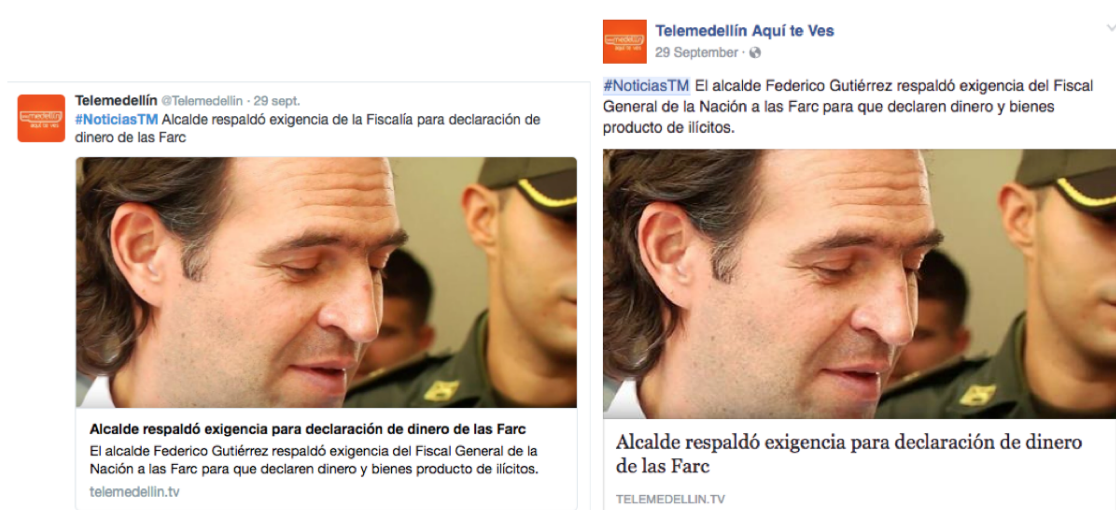 Telemedellín @Telemedellin · 29 sept.
#NoticiasTM Alcalde respaldó exigencia de la Fiscalía para declaración de
dinero de las Farc
Alcalde respaldó exigencia para declaración de dinero de las Farc
El alcalde Federico Gutiérrez respaldó exigencia del Fiscal General de la
Nación a las Farc para que declaren dinero y bienes producto de ilícitos.
telemedellin.tv
Telemedellín Aquí te Ves
29 September ·
#NoticiasTM El alcalde Federico Gutiérrez respaldó exigencia del Fiscal
General de la Nación a las Farc para que declaren dinero y bienes
producto de ilícitos.
Alcalde respaldó exigencia para declaración de dinero
de las Farc
TELEMEDELLIN.TV